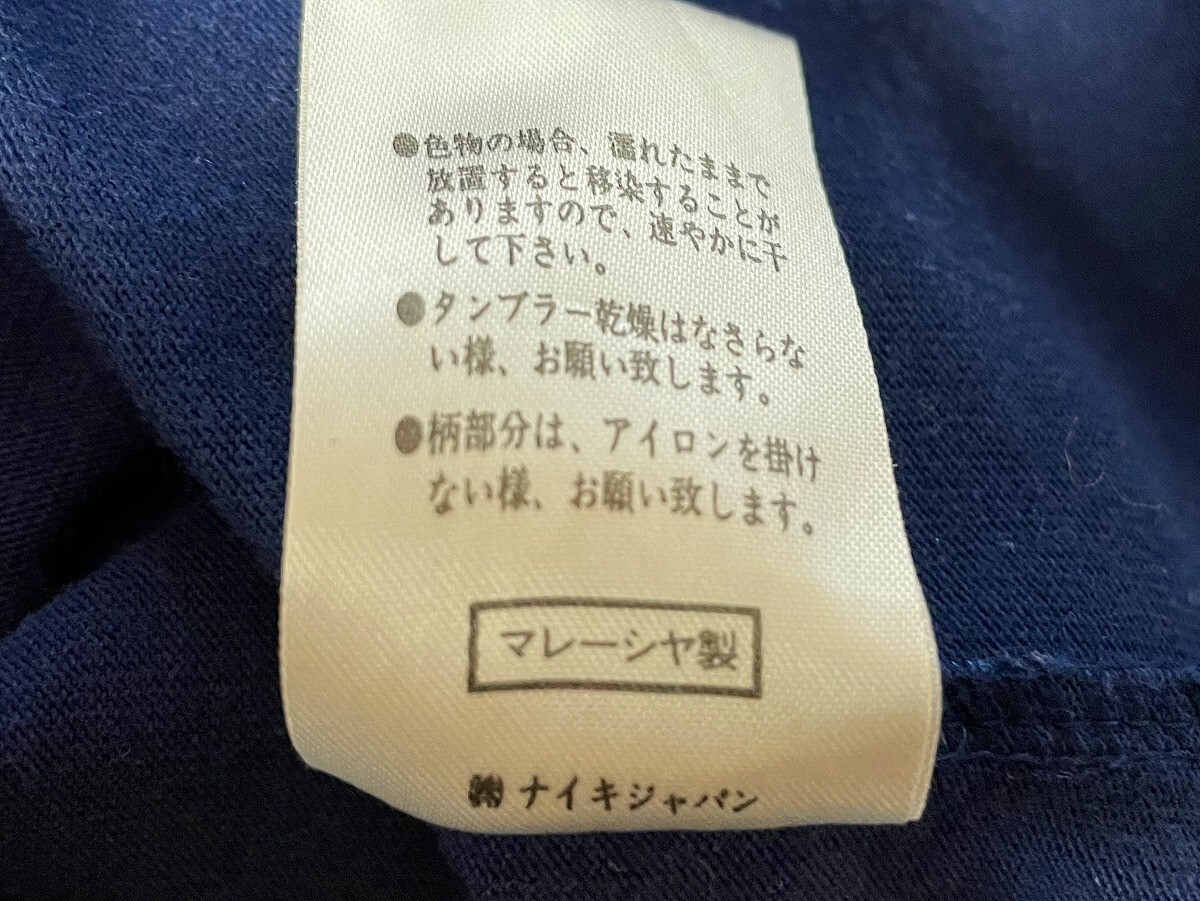 ●色物の場合、濡れたままで
放置すると移染することが
ありますので、速やかに干
して下さい。
●タンブラー乾燥はなさらな
い様、お願い致します。
●柄部分は、アイロンを掛け
ない様、お願い致します。
マレーシヤ製
㈱ ナイキジャパン